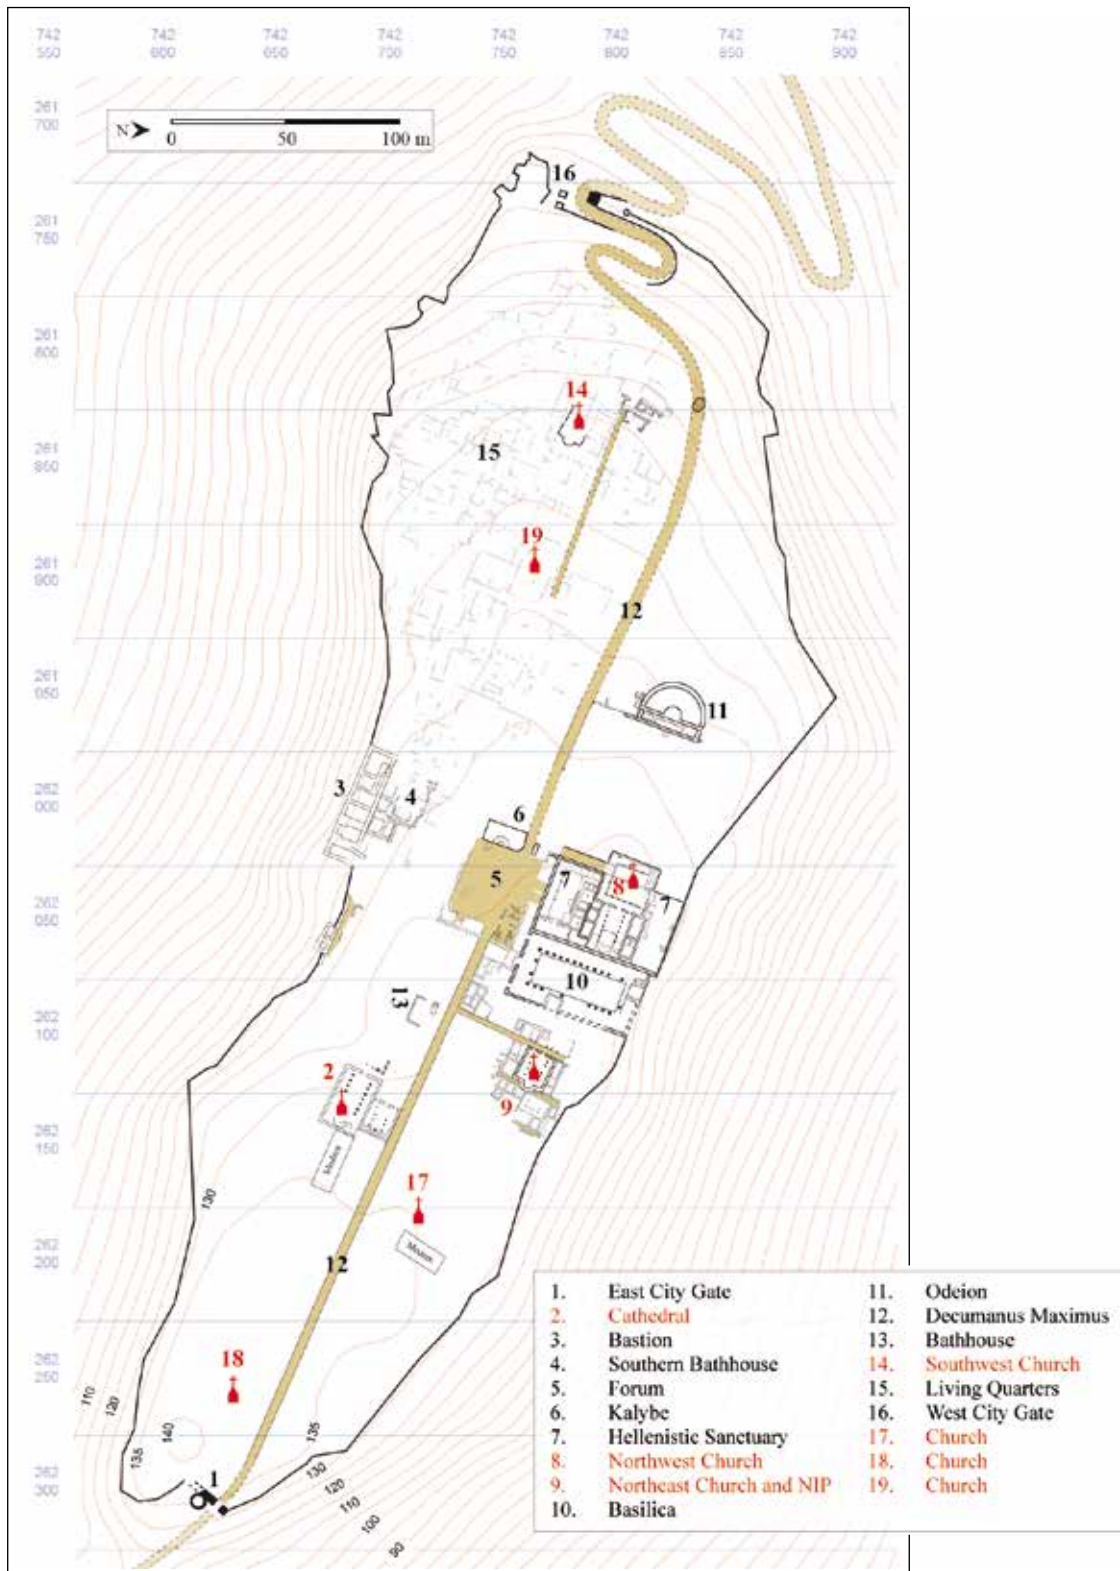 742 742 742 742 742 742 742 742
550 600 650 700 750 800 850 900
261
700
N
0 50 100 m
16
261
750
261
800
14
15
261
850
19
261
900
12
261
950
11
3
4
6
262
000
5
7
8
7
262
050
10
13
262
100
2
9
262
150
Modern
130
17
Modern
262
200
12
262
250
18
110
120
135
140
135
1
130
120
110
100
90
262
300
1. East City Gate
2. Cathedral
3. Bastion
4. Southern Bathhouse
5. Forum
6. Kalybe
7. Hellenistic Sanctuary
8. Northwest Church
9. Northeast Church and NIP
10. Basilica
11. Odeion
12. Decumanus Maximus
13. Bathhouse
14. Southwest Church
15. Living Quarters
16. West City Gate
17. Church
18. Church
19. Church